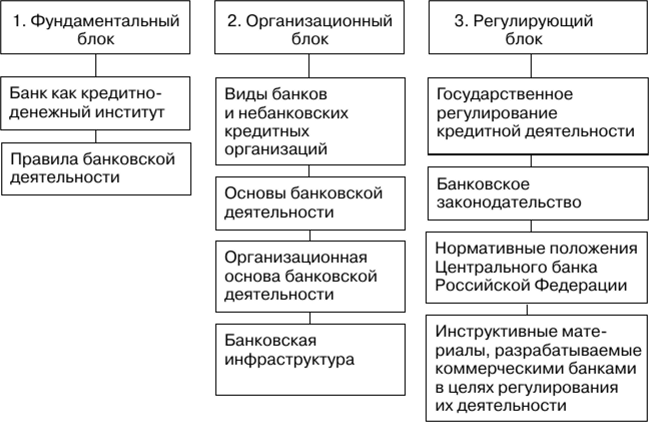 1. Фундаментальный
блок
Банк как кредитно-
денежный институт
Правила банковской
деятельности
2. Организационный
блок
Виды банков
и небанковских
кредитных
организаций
Основы банковской
деятельности
Организационная
основа банковской
деятельности
Банковская
инфраструктура
3. Регулирующий
блок
Государственное
регулирование
кредитной деятельности
Банковское
законодательство
Нормативные положения
Центрального банка
Российской Федерации
Инструктивные мате-
риалы, разрабатываемые
коммерческими банками
в целях регулирования
их деятельности